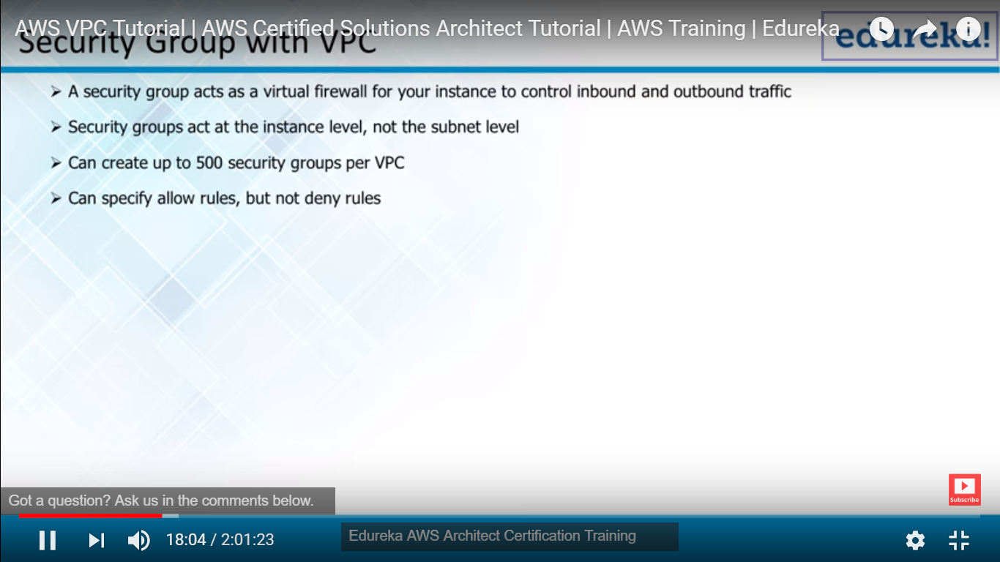 AWS VPC Tutorial | AWS Certified Solutions Architect Tutorial | AWS Training | Edureka
edureka!
Security Group with VPC
➢ A security group acts as a virtual firewall for your instance to control inbound and outbound traffic
➢ Security groups act at the instance level, not the subnet level
➢ Can create up to 500 security groups per VPC
➢ Can specify allow rules, but not deny rules
Subscribe
Got a question? Ask us in the comments below.
18:04 / 2:01:23
Edureka AWS Architect Certification Training